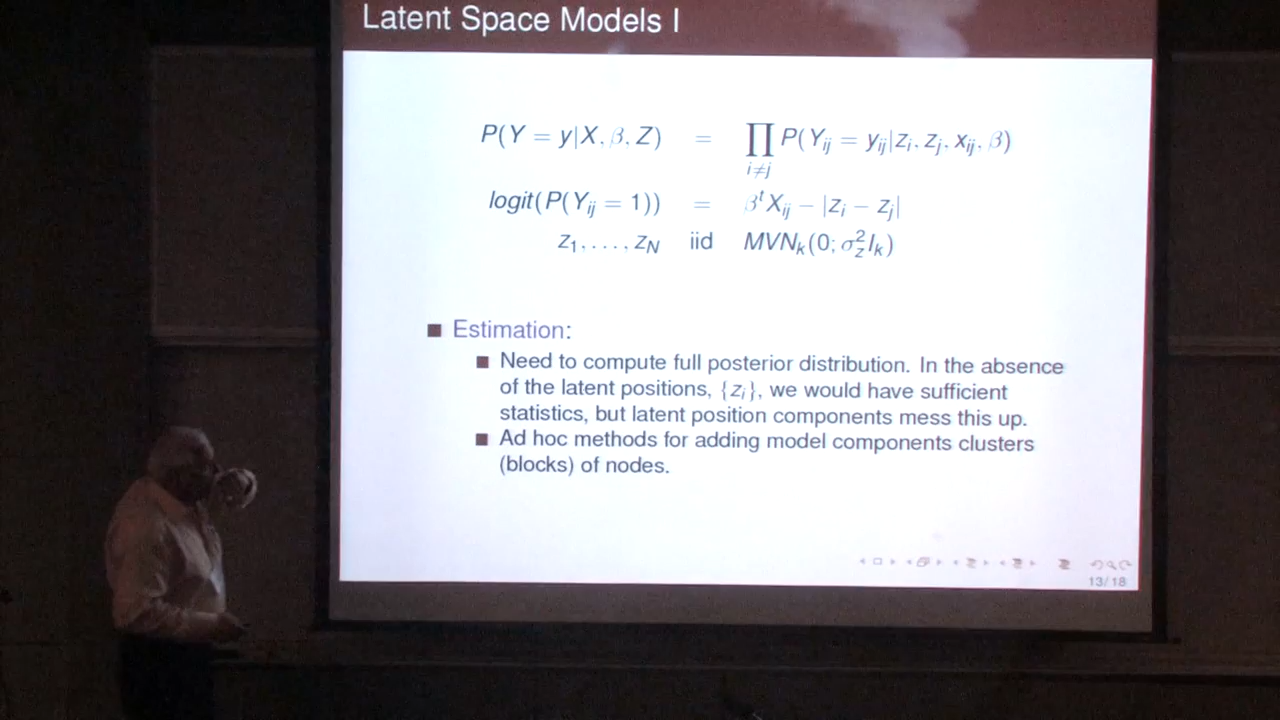 Latent Space Models I
P(Y = y|X, β, Z) = ∏ P(Y_ij = y_ij|z_i, z_j, x_ij, β)
i≠j
logit(P(Y_ij = 1)) = β^t X_ij − |z_i − z_j|
z_1, . . . , z_N iid MVN_k(0; σ_z^2 I_k)
Estimation:
Need to compute full posterior distribution. In the absence
of the latent positions, {z_i}, we would have sufficient
statistics, but latent position components mess this up.
Ad hoc methods for adding model components clusters
(blocks) of nodes.
13/18